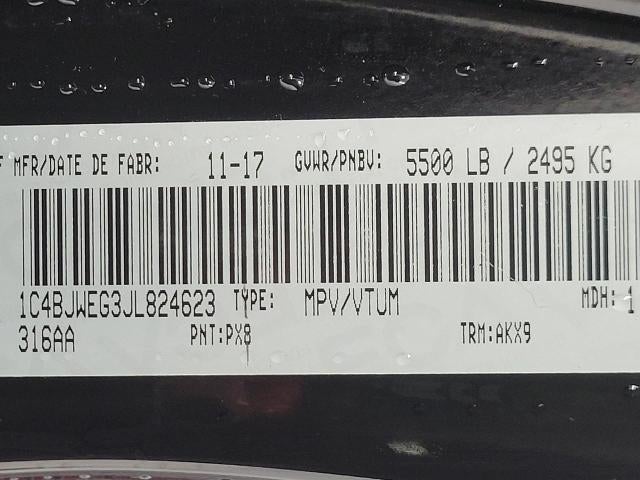 MFR/DATE DE FABR: 11-17 GVWR/PNBV: 5500 LB / 2495 KG
1C4BJWEG3JL824623 TYPE: MPV/VTUM MDH: 1
316AA PNT:PX8 TRM:AKX9